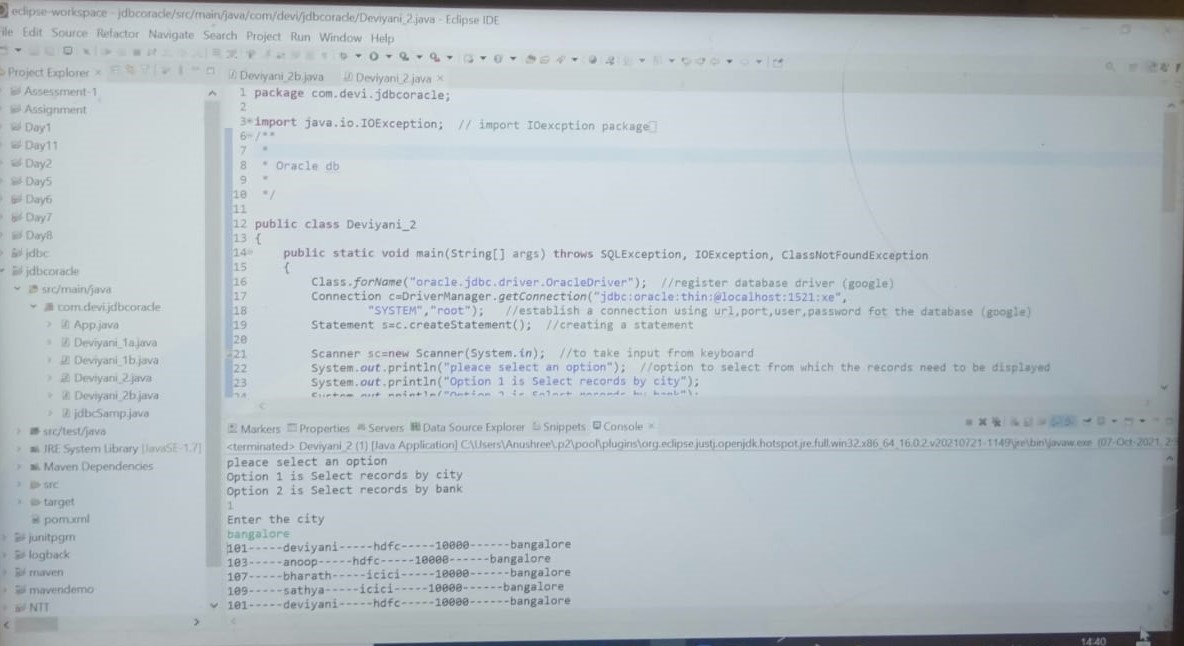 eclipse-workspace - jdbcoracle/src/main/java/com/devi/jdbcoracle/Deviyani_2.java - Eclipse IDE
File Edit Source Refactor Navigate Search Project Run Window Help
Project Explorer
Assessment-1
Assignment
Day1
Day11
Day2
Day5
Day6
Day7
Day8
jdbc
jdbcoracle
src/main/java
com.devi.jdbcoracle
App.java
Deviyani_1a.java
Deviyani_1b.java
Deviyani_2.java
Deviyani_2b.java
jdbcSamp.java
src/test/java
JRE System Library [JavaSE-1.7]
Maven Dependencies
src
target
pom.xml
junitpgm
logback
maven
mavendemo
NTT
Deviyani_2b.java Deviyani_2.java
1 package com.devi.jdbcoracle;
2
3 import java.io.IOException; // import IOexcption package
6 /**
7 *
8 * Oracle db
9 *
10 */
11
12 public class Deviyani_2
13 {
14 public static void main(String[] args) throws SQLException, IOException, ClassNotFoundException
15 {
16 Class.forName("oracle.jdbc.driver.OracleDriver"); //register database driver (google)
17 Connection c=DriverManager.getConnection("jdbc:oracle:thin:@localhost:1521:xe",
18 "SYSTEM","root"); //establish a connection using url,port,user,password fot the database (google)
19 Statement s=c.createStatement(); //creating a statement
20
21 Scanner sc=new Scanner(System.in); //to take input from keyboard
22 System.out.println("pleace select an option"); //option to select from which the records need to be displayed
23 System.out.println("Option 1 is Select records by city");
24 System.out.println("Option 2 is Select records by bank");
Markers Properties Servers Data Source Explorer Snippets Console
<terminated> Deviyani_2 (1) [Java Application] C:\Users\Anushree\.p2\pool\plugins\org.eclipse.justj.openjdk.hotspot.jre.full.win32.x86_64_16.0.2.v20210721-1149\jre\bin\javaw.exe (07-Oct-2021, 2:
pleace select an option
Option 1 is Select records by city
Option 2 is Select records by bank
1
Enter the city
bangalore
101-----deviyani-----hdfc-----10000------bangalore
103-----anoop-----hdfc-----10000------bangalore
107-----bharath-----icici-----10000------bangalore
109-----sathya-----icici-----10000------bangalore
101-----deviyani-----hdfc-----10000------bangalore
14:40